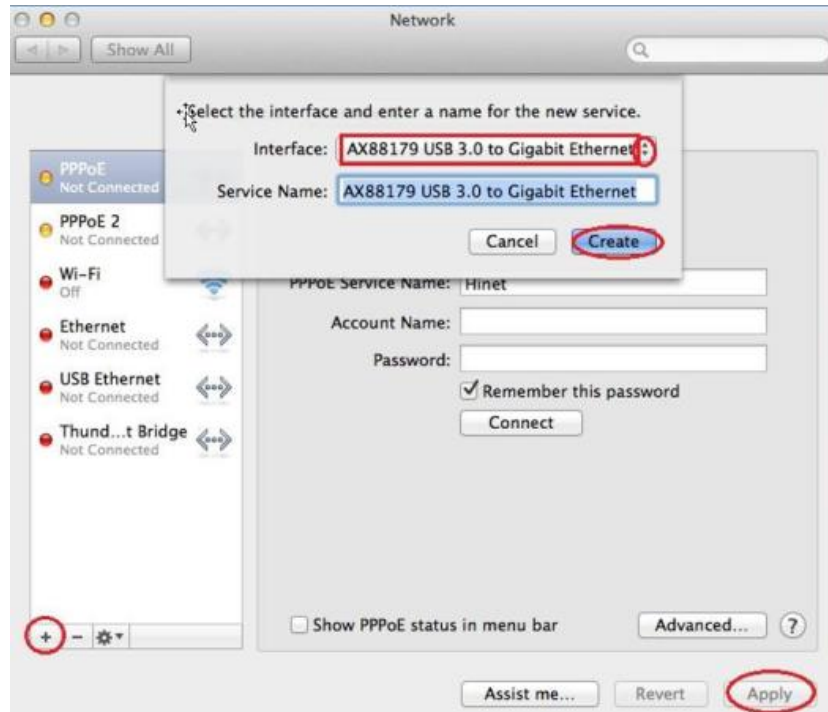 Network
Show All
Select the interface and enter a name for the new service.
Interface: AX88179 USB 3.0 to Gigabit Ethernet
Service Name: AX88179 USB 3.0 to Gigabit Ethernet
Cancel Create
PPPoE
Not Connected
PPPoE 2
Not Connected
Wi-Fi
Off
Ethernet
Not Connected
USB Ethernet
Not Connected
Thund...t Bridge
Not Connected
+ −
PPPoE Service Name: Hinet
Account Name:
Password:
Remember this password
Connect
Show PPPoE status in menu bar
Advanced... ?
Assist me... Revert Apply